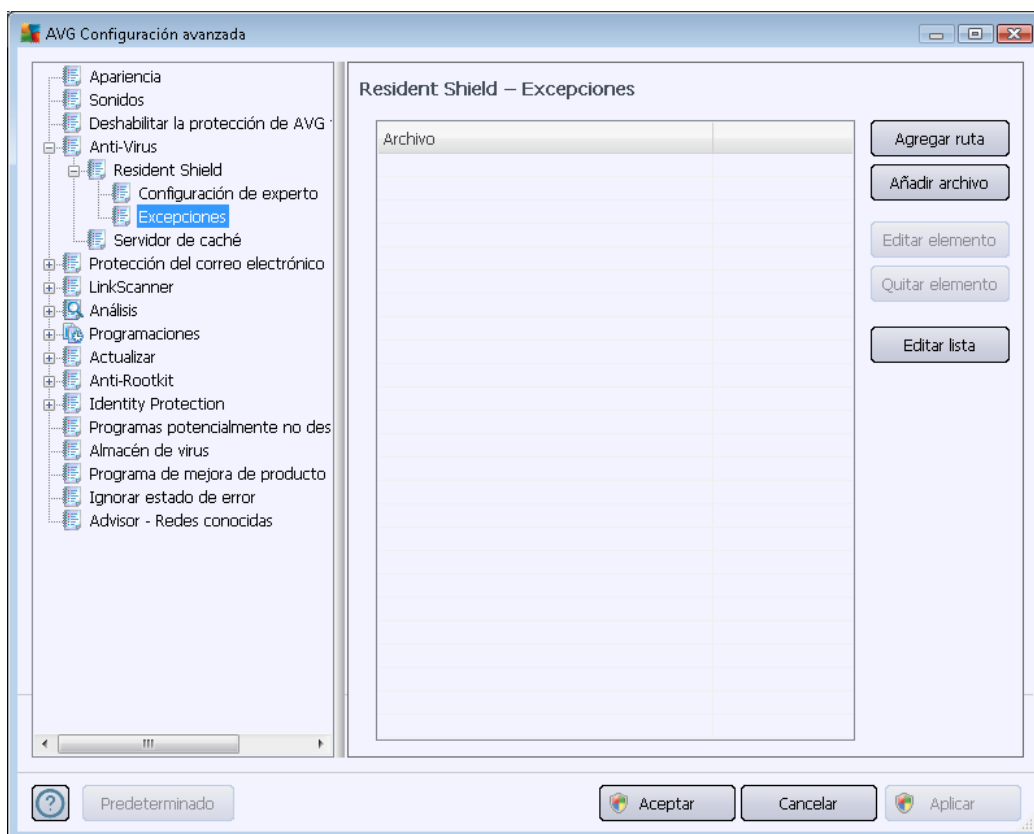 AVG Configuración avanzada
Apariencia
Sonidos
Deshabilitar la protección de AVG
Anti-Virus
Resident Shield
Configuración de experto
Excepciones
Servidor de caché
Protección del correo electrónico
LinkScanner
Análisis
Programaciones
Actualizar
Anti-Rootkit
Identity Protection
Programas potencialmente no des
Almacén de virus
Programa de mejora de producto
Ignorar estado de error
Advisor - Redes conocidas
Resident Shield – Excepciones
Archivo
Agregar ruta
Añadir archivo
Editar elemento
Quitar elemento
Editar lista
Predeterminado
Aceptar
Cancelar
Aplicar